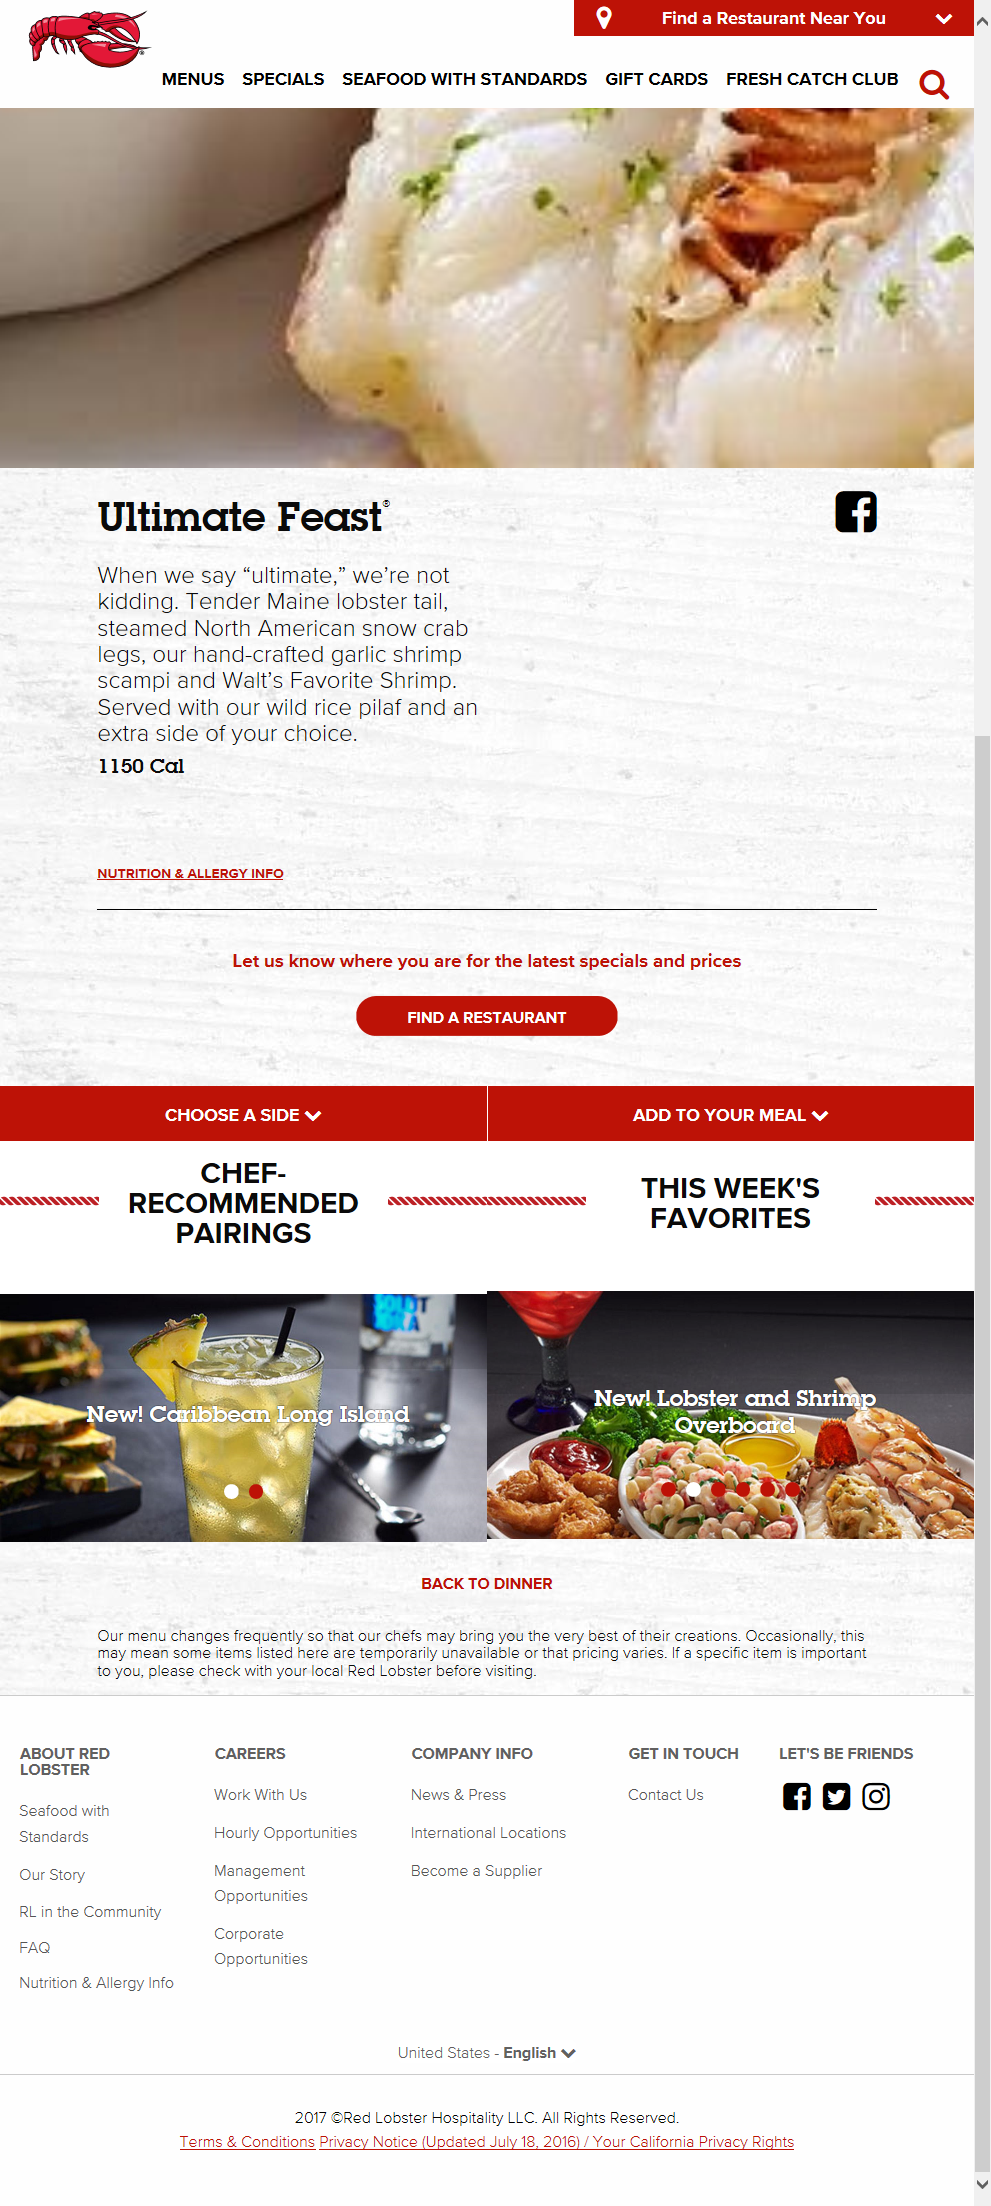 Find a Restaurant Near You
MENUS SPECIALS SEAFOOD WITH STANDARDS GIFT CARDS FRESH CATCH CLUB
Ultimate Feast®
When we say “ultimate,” we’re not
kidding. Tender Maine lobster tail,
steamed North American snow crab
legs, our hand-crafted garlic shrimp
scampi and Walt’s Favorite Shrimp.
Served with our wild rice pilaf and an
extra side of your choice.
1150 Cal
NUTRITION & ALLERGY INFO
Let us know where you are for the latest specials and prices
FIND A RESTAURANT
CHOOSE A SIDE
ADD TO YOUR MEAL
CHEF-
RECOMMENDED
PAIRINGS
THIS WEEK'S
FAVORITES
New! Caribbean Long Island
New! Lobster and Shrimp
Overboard
BACK TO DINNER
Our menu changes frequently so that our chefs may bring you the very best of their creations. Occasionally, this
may mean some items listed here are temporarily unavailable or that pricing varies. If a specific item is important
to you, please check with your local Red Lobster before visiting.
ABOUT RED
LOBSTER
Seafood with
Standards
Our Story
RL in the Community
FAQ
Nutrition & Allergy Info
CAREERS
Work With Us
Hourly Opportunities
Management
Opportunities
Corporate
Opportunities
COMPANY INFO
News & Press
International Locations
Become a Supplier
GET IN TOUCH
Contact Us
LET'S BE FRIENDS
United States - English
2017 ©Red Lobster Hospitality LLC. All Rights Reserved.
Terms & Conditions Privacy Notice (Updated July 18, 2016) / Your California Privacy Rights